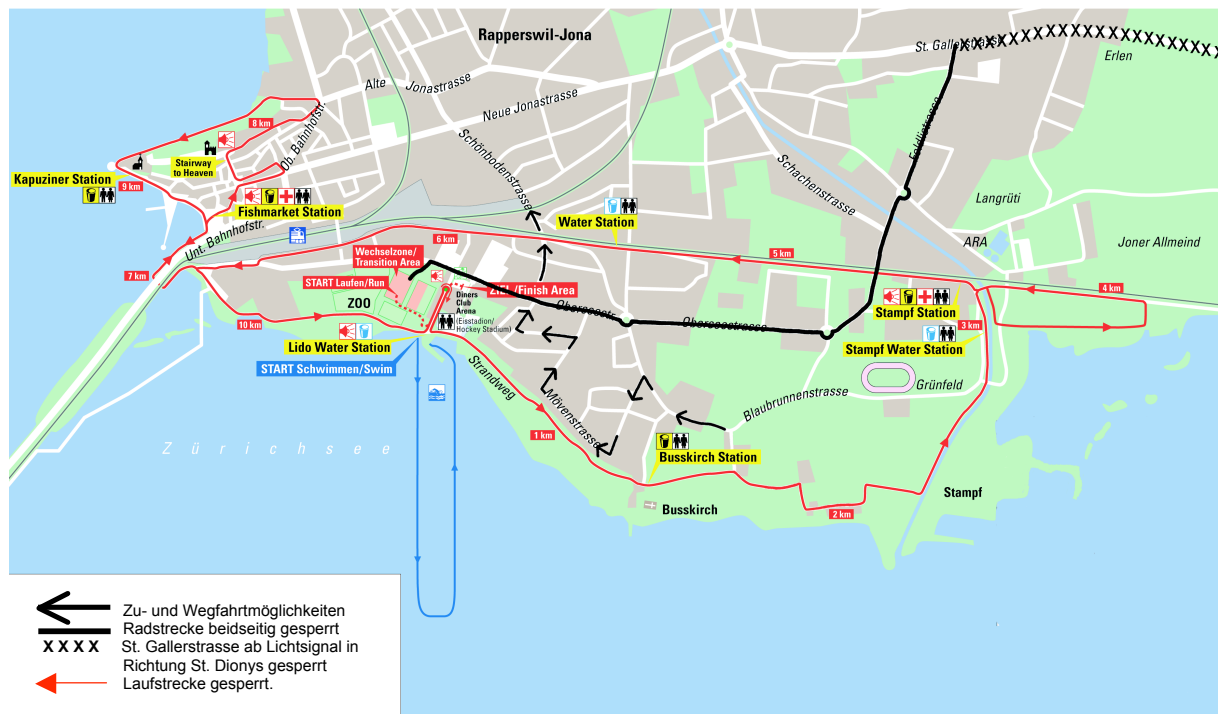 Rapperswil-Jona
St. Gallerstrasse
XXXXXXXXXXXXXXXXXXXXX
Erlen
Alte Jonastrasse
Neue Jonastrasse
8 km
Ob. Bahnhofstr.
Schönbodenstrasse
Feldlistrasse
Stairway
to Heaven
Schachenstrasse
Kapuziner Station
9 km
Langrüti
Fishmarket Station
Water Station
Unt. Bahnhofstr.
6 km
ARA
Joner Allmeind
Wechselzone/
Transition Area
5 km
7 km
START Laufen/Run
ZIEL/Finish Area
4 km
ZOO
Diners
Club
Arena
(Eisstadion/
Hockey Stadium)
Oberseestr.
Oberseestrasse
Stampf Station
10 km
3 km
Lido Water Station
Stampf Water Station
START Schwimmen/Swim
Strandweg
Grünfeld
Mövenstrasse
Blaubrunnenstrasse
1 km
Zürichsee
Busskirch Station
Stampf
Busskirch
2 km
Zu- und Wegfahrtmöglichkeiten
Radstrecke beidseitig gesperrt
X X X X St. Gallerstrasse ab Lichtsignal in
Richtung St. Dionys gesperrt
Laufstrecke gesperrt.